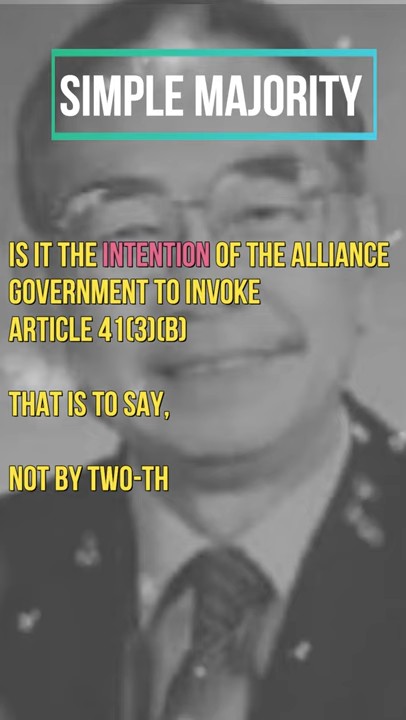 SIMPLE MAJORITY
IS IT THE INTENTION OF THE ALLIANCE
GOVERNMENT TO INVOKE
ARTICLE 41(3)(B)
THAT IS TO SAY,
NOT BY TWO-TH